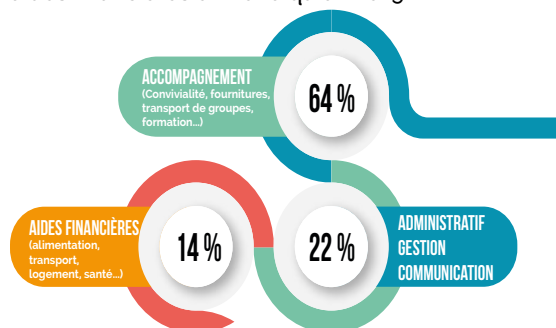 ACCOMPAGNEMENT
(Convivialité, fournitures,
transport de groupes,
formation...)
64 %
AIDES FINANCIÈRES
(alimentation,
transport,
logement, santé...)
14 %
22 %
ADMINISTRATIF
GESTION
COMMUNICATION